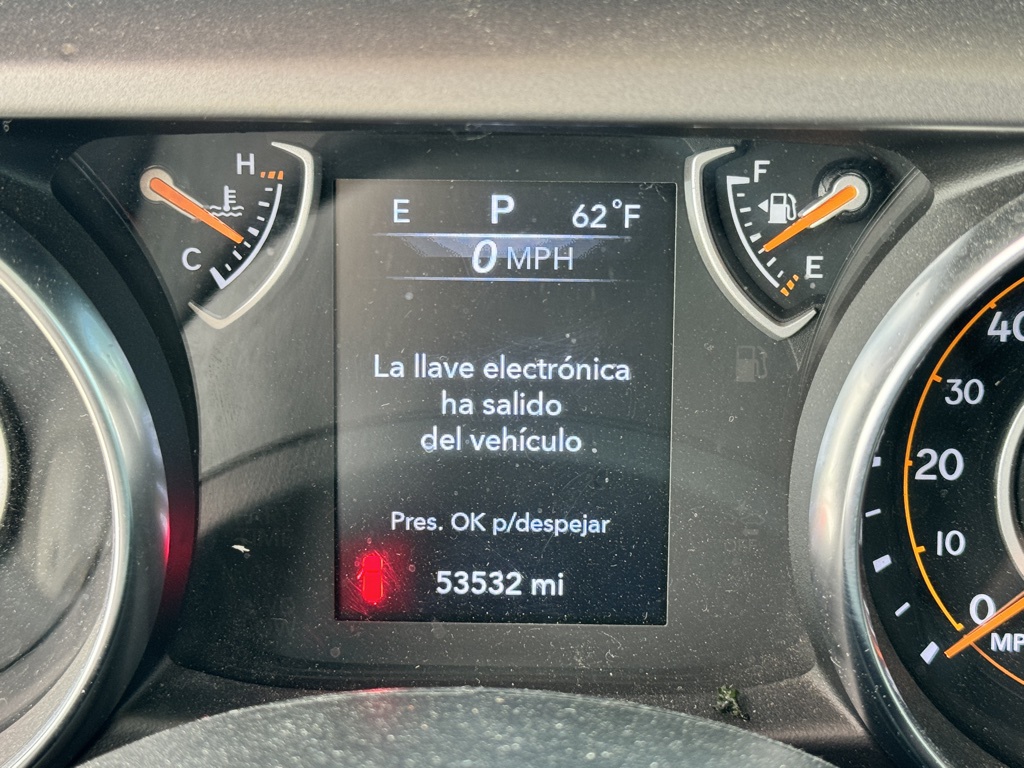 H
C
E P 62°F
0 MPH
F
E
La llave electrónica
ha salido
del vehículo
Pres. OK p/despejar
53532 mi
40
30
20
10
0